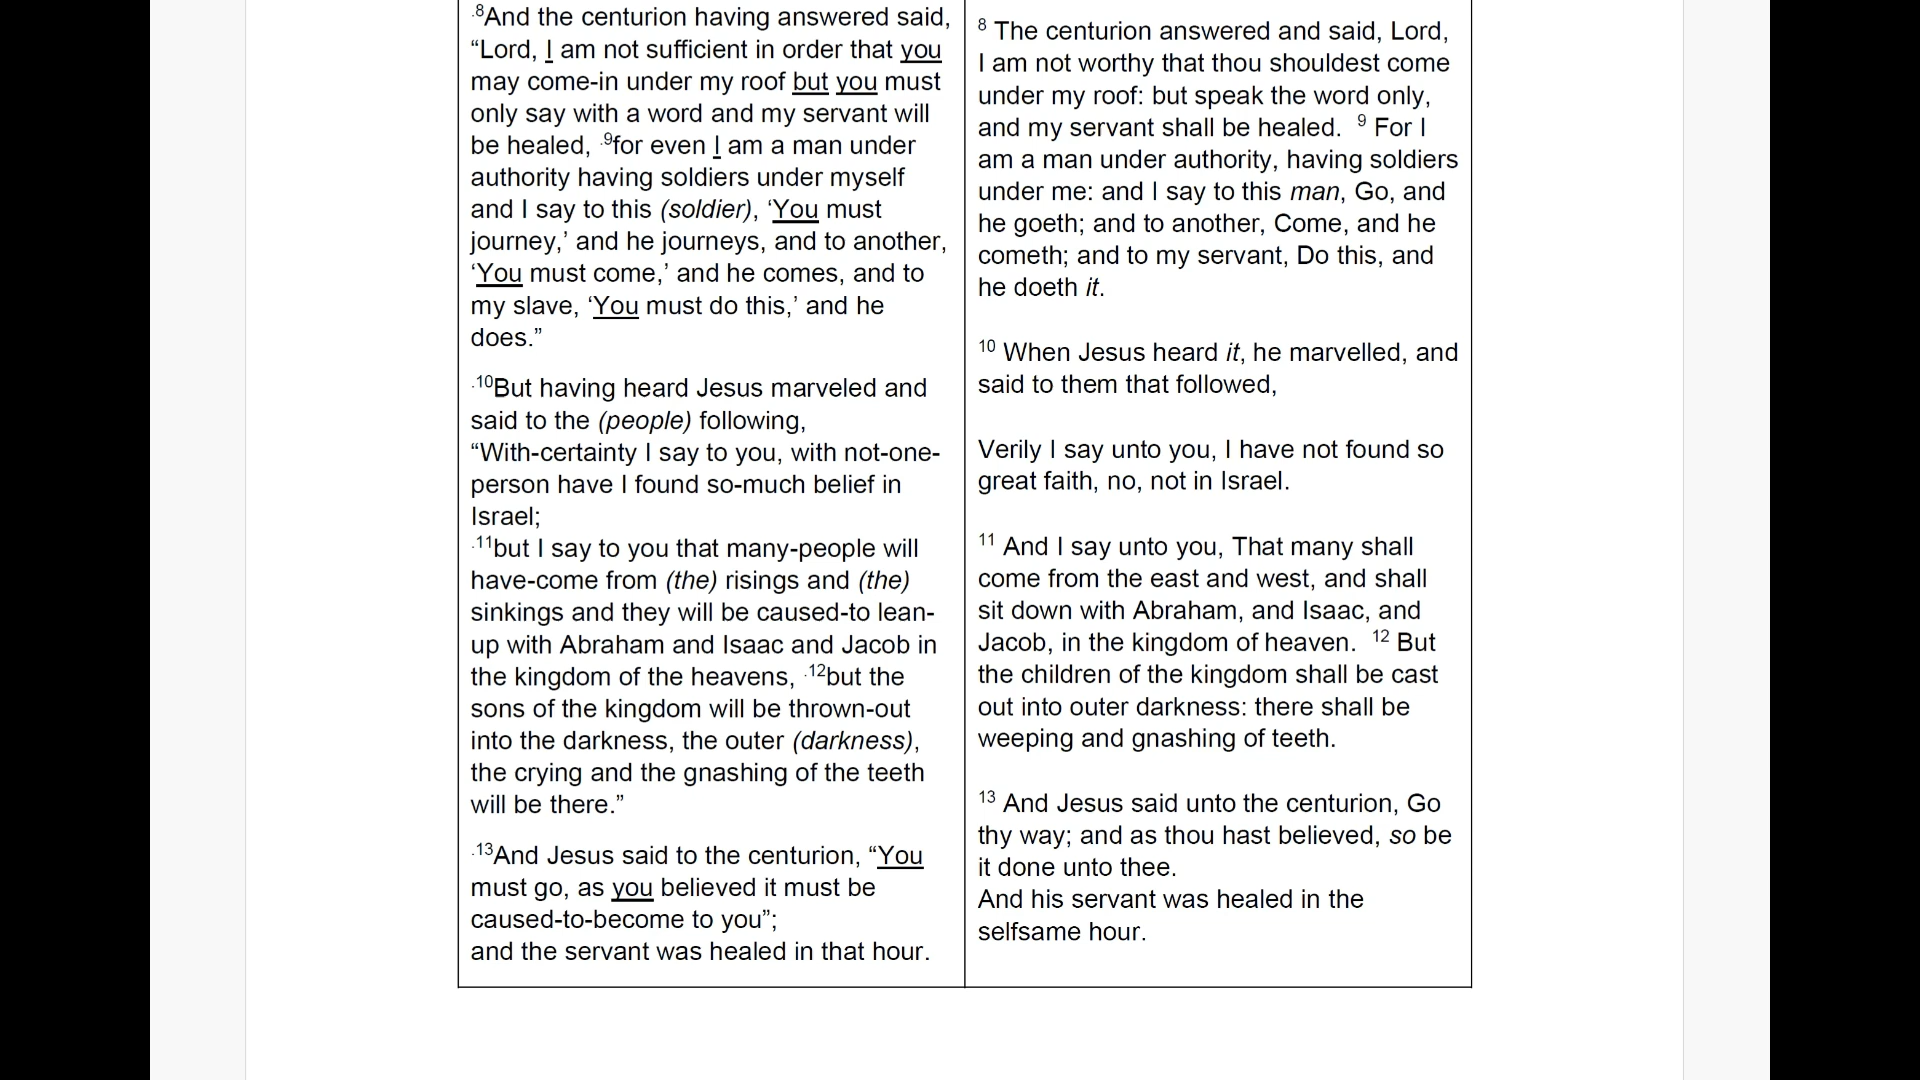 .8And the centurion having answered said,
“Lord, I am not sufficient in order that you
may come-in under my roof but you must
only say with a word and my servant will
be healed, .9for even I am a man under
authority having soldiers under myself
and I say to this (soldier), ‘You must
journey,’ and he journeys, and to another,
‘You must come,’ and he comes, and to
my slave, ‘You must do this,’ and he
does.”
.10But having heard Jesus marveled and
said to the (people) following,
“With-certainty I say to you, with not-one-
person have I found so-much belief in
Israel;
.11but I say to you that many-people will
have-come from (the) risings and (the)
sinkings and they will be caused-to lean-
up with Abraham and Isaac and Jacob in
the kingdom of the heavens, .12but the
sons of the kingdom will be thrown-out
into the darkness, the outer (darkness),
the crying and the gnashing of the teeth
will be there.”
.13And Jesus said to the centurion, “You
must go, as you believed it must be
caused-to-become to you”;
and the servant was healed in that hour.
8 The centurion answered and said, Lord,
I am not worthy that thou shouldest come
under my roof: but speak the word only,
and my servant shall be healed. 9 For I
am a man under authority, having soldiers
under me: and I say to this man, Go, and
he goeth; and to another, Come, and he
cometh; and to my servant, Do this, and
he doeth it.
10 When Jesus heard it, he marvelled, and
said to them that followed,
Verily I say unto you, I have not found so
great faith, no, not in Israel.
11 And I say unto you, That many shall
come from the east and west, and shall
sit down with Abraham, and Isaac, and
Jacob, in the kingdom of heaven. 12 But
the children of the kingdom shall be cast
out into outer darkness: there shall be
weeping and gnashing of teeth.
13 And Jesus said unto the centurion, Go
thy way; and as thou hast believed, so be
it done unto thee.
And his servant was healed in the
selfsame hour.